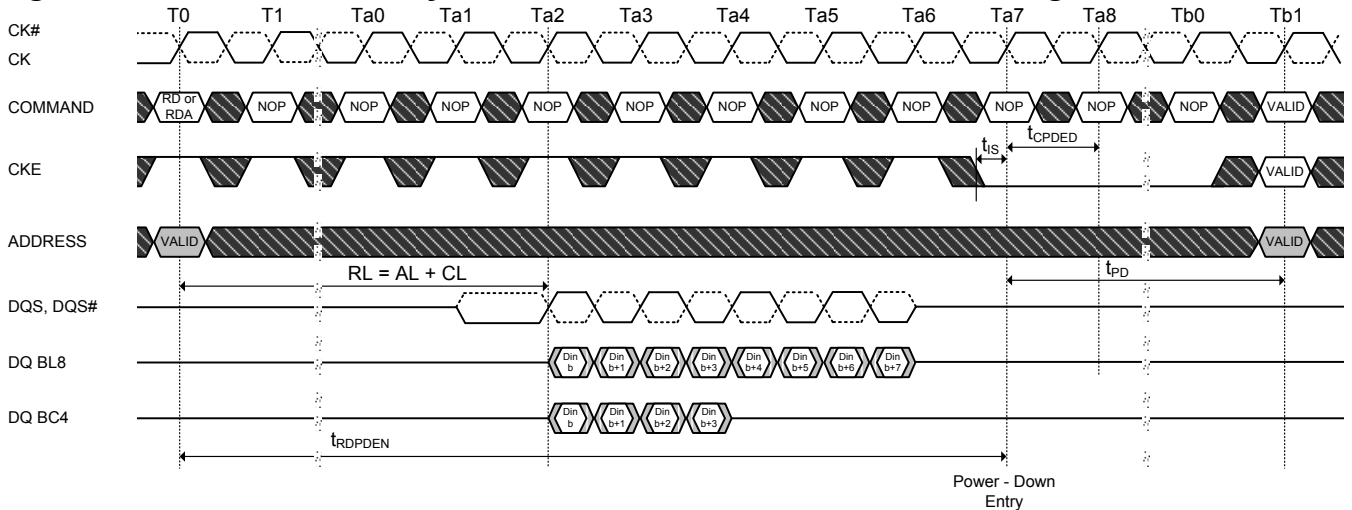 T0 T1 Ta0 Ta1 Ta2 Ta3 Ta4 Ta5 Ta6 Ta7 Ta8 Tb0 Tb1
CK#
CK
COMMAND RD or RDA NOP NOP NOP NOP NOP NOP NOP NOP NOP NOP NOP VALID
tIS tCPDED
CKE VALID
ADDRESS VALID VALID
RL = AL + CL tPD
DQS, DQS#
DQ BL8 Din b Din b+1 Din b+2 Din b+3 Din b+4 Din b+5 Din b+6 Din b+7
DQ BC4 Din b Din b+1 Din b+2 Din b+3
tRDPDEN
Power - Down
Entry